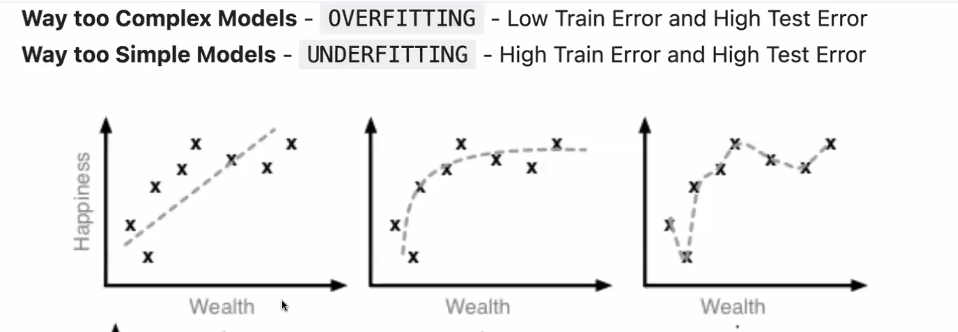 Way too Complex Models - OVERFITTING - Low Train Error and High Test Error
Way too Simple Models - UNDERFITTING - High Train Error and High Test Error
Happiness
Wealth
Wealth
Wealth